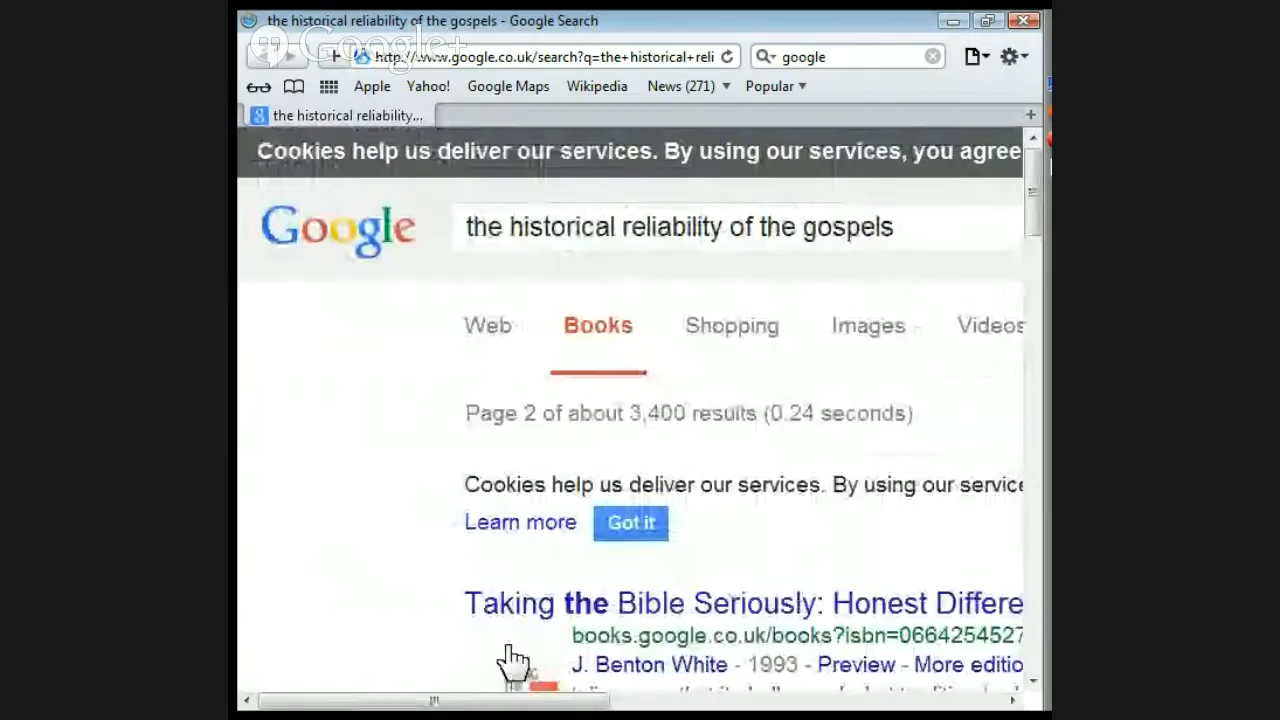 the historical reliability of the gospels - Google Search
Google+
http://www.google.co.uk/search?q=the+historical+reli
google
Apple
Yahoo!
Google Maps
Wikipedia
News (271)
Popular
the historical reliability...
Cookies help us deliver our services. By using our services, you agree
Google
the historical reliability of the gospels
Web
Books
Shopping
Images
Videos
Page 2 of about 3,400 results (0.24 seconds)
Cookies help us deliver our services. By using our service
Learn more
Got it
Taking the Bible Seriously: Honest Differe
books.google.co.uk/books?isbn=0664254527
J. Benton White - 1993 - Preview - More editio